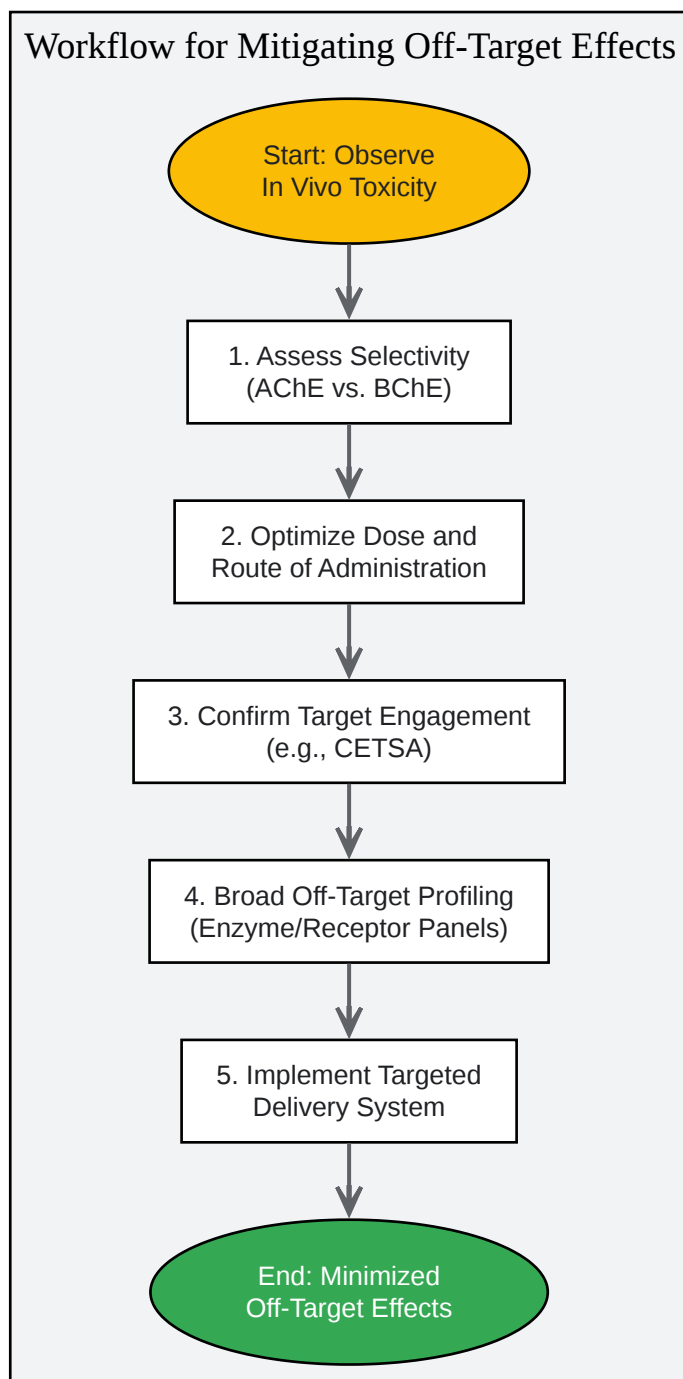 Workflow for Mitigating Off-Target Effects
Start: Observe
In Vivo Toxicity
1. Assess Selectivity
(AChE vs. BChE)
2. Optimize Dose and
Route of Administration
3. Confirm Target Engagement
(e.g., CETSA)
4. Broad Off-Target Profiling
(Enzyme/Receptor Panels)
5. Implement Targeted
Delivery System
End: Minimized
Off-Target Effects